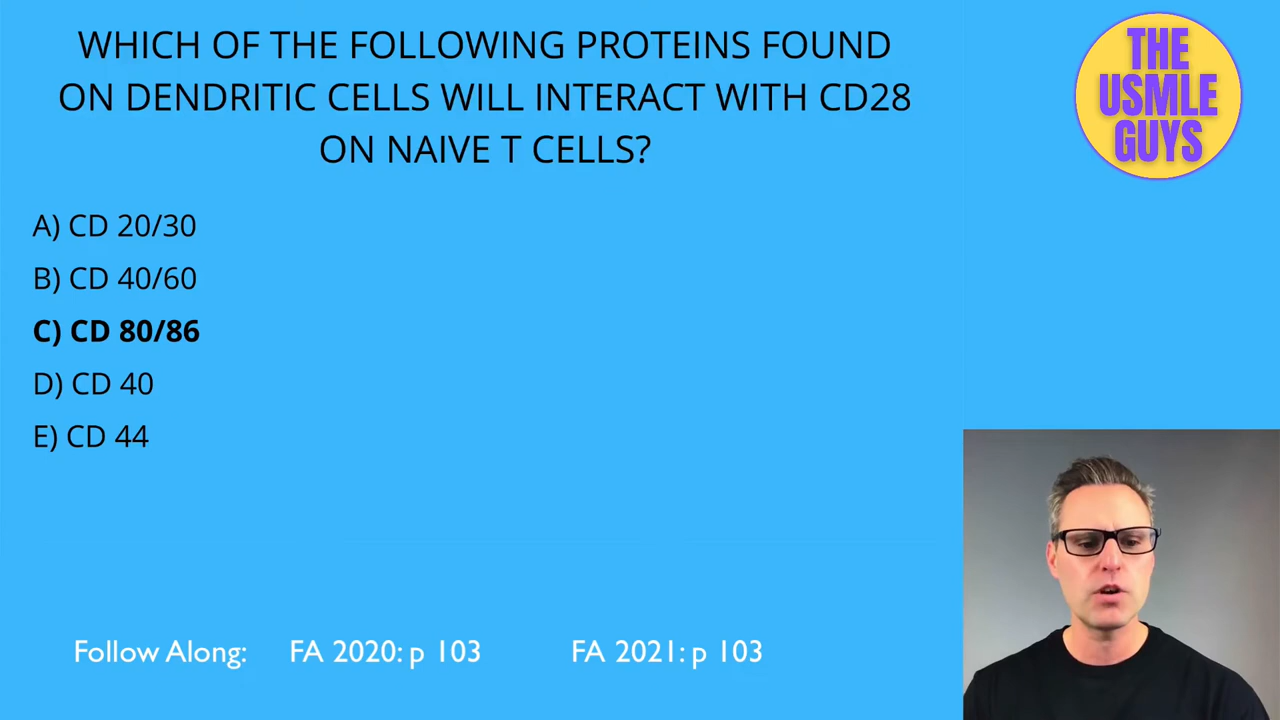 WHICH OF THE FOLLOWING PROTEINS FOUND
ON DENDRITIC CELLS WILL INTERACT WITH CD28
ON NAIVE T CELLS?
THE
USMLE
GUYS
A) CD 20/30
B) CD 40/60
C) CD 80/86
D) CD 40
E) CD 44
Follow Along: FA 2020: p 103 FA 2021: p 103